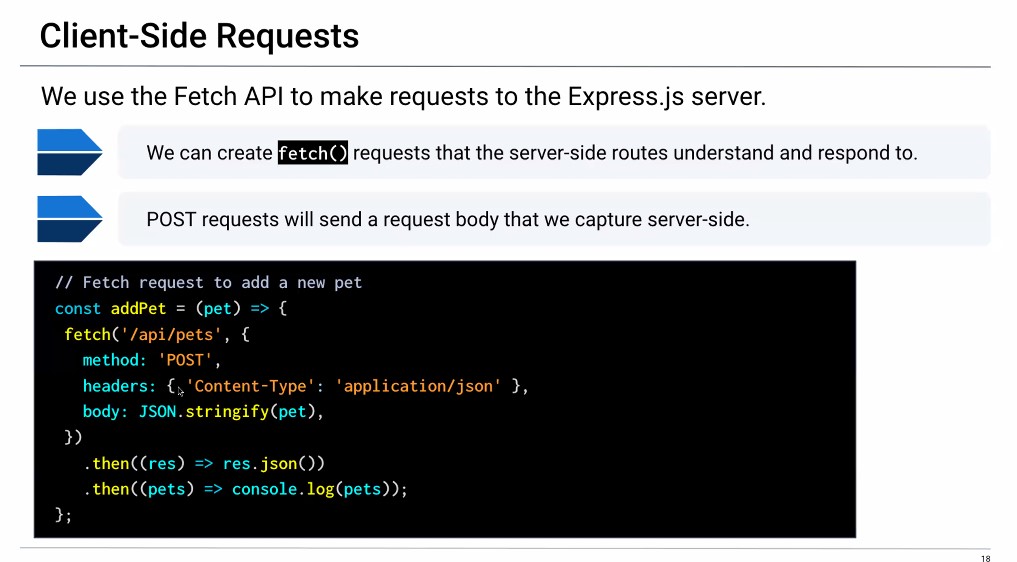 Client-Side Requests
We use the Fetch API to make requests to the Express.js server.
We can create fetch() requests that the server-side routes understand and respond to.
POST requests will send a request body that we capture server-side.
// Fetch request to add a new pet
const addPet = (pet) => {
 fetch('/api/pets', {
   method: 'POST',
   headers: { 'Content-Type': 'application/json' },
   body: JSON.stringify(pet),
 })
   .then((res) => res.json())
   .then((pets) => console.log(pets));
};
18